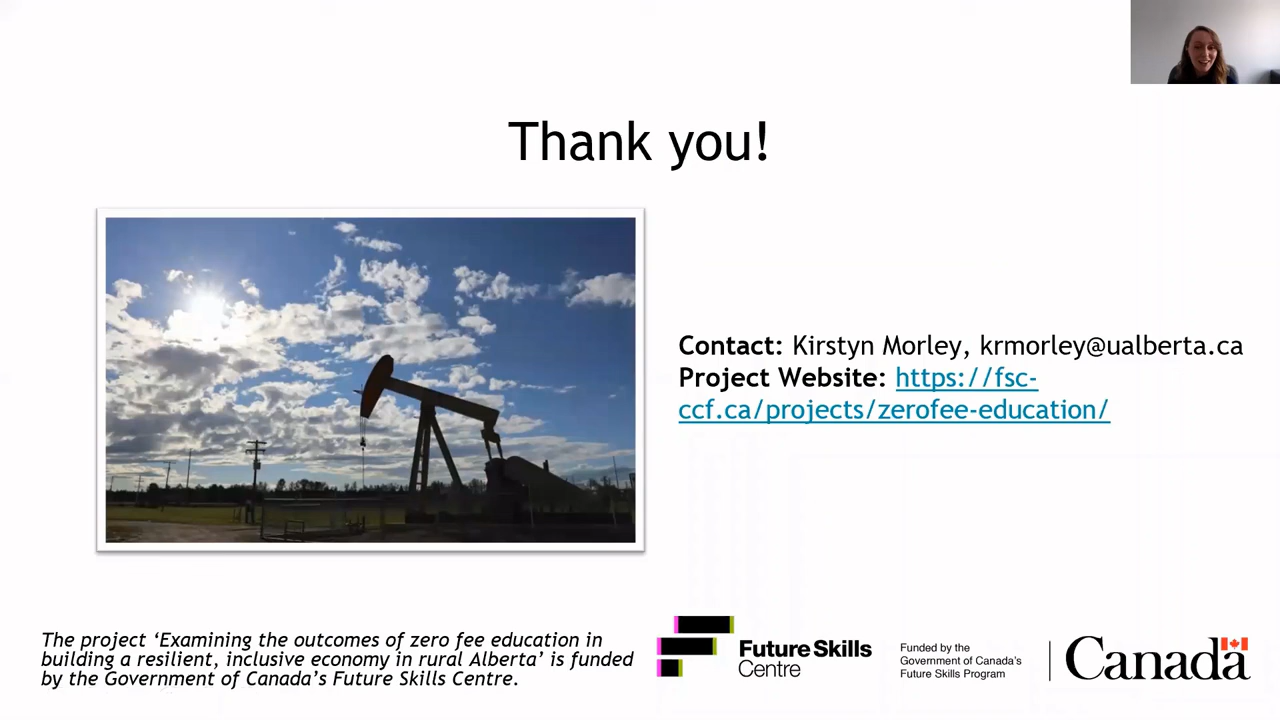 Thank you!
Contact: Kirstyn Morley, krmorley@ualberta.ca
Project Website: https://fsc-
ccf.ca/projects/zerofee-education/
The project ‘Examining the outcomes of zero fee education in
building a resilient, inclusive economy in rural Alberta’ is funded
by the Government of Canada’s Future Skills Centre.
Future Skills
Centre
Funded by the
Government of Canada’s
Future Skills Program
Canada